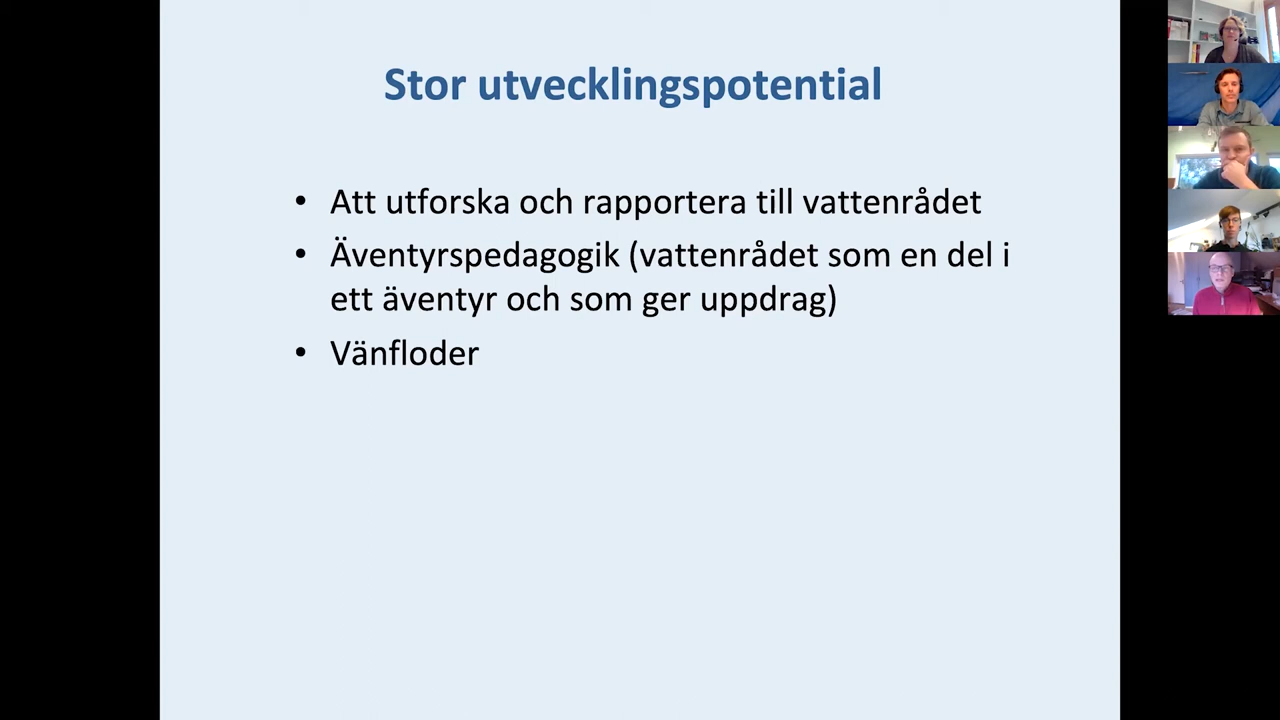 Stor utvecklingspotential
• Att utforska och rapportera till vattenrådet
• Äventyrspedagogik (vattenrådet som en del i
ett äventyr och som ger uppdrag)
• Vänfloder